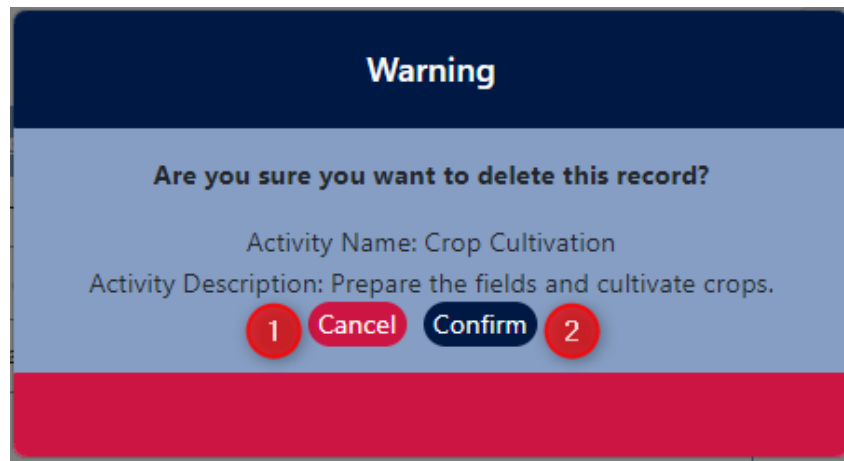 Warning
Are you sure you want to delete this record?
Activity Name: Crop Cultivation
Activity Description: Prepare the fields and cultivate crops.
1 Cancel Confirm 2